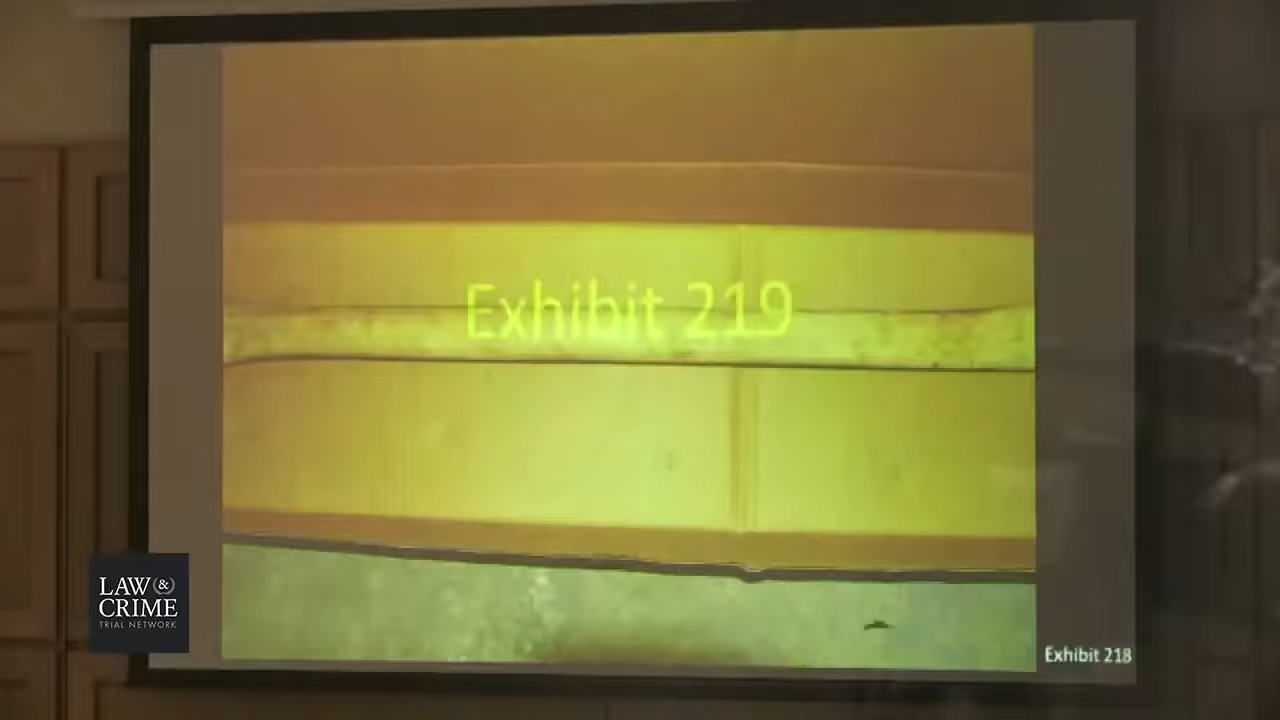 Exhibit 219
LAW &
CRIME
TRIAL NETWORK
Exhibit 218